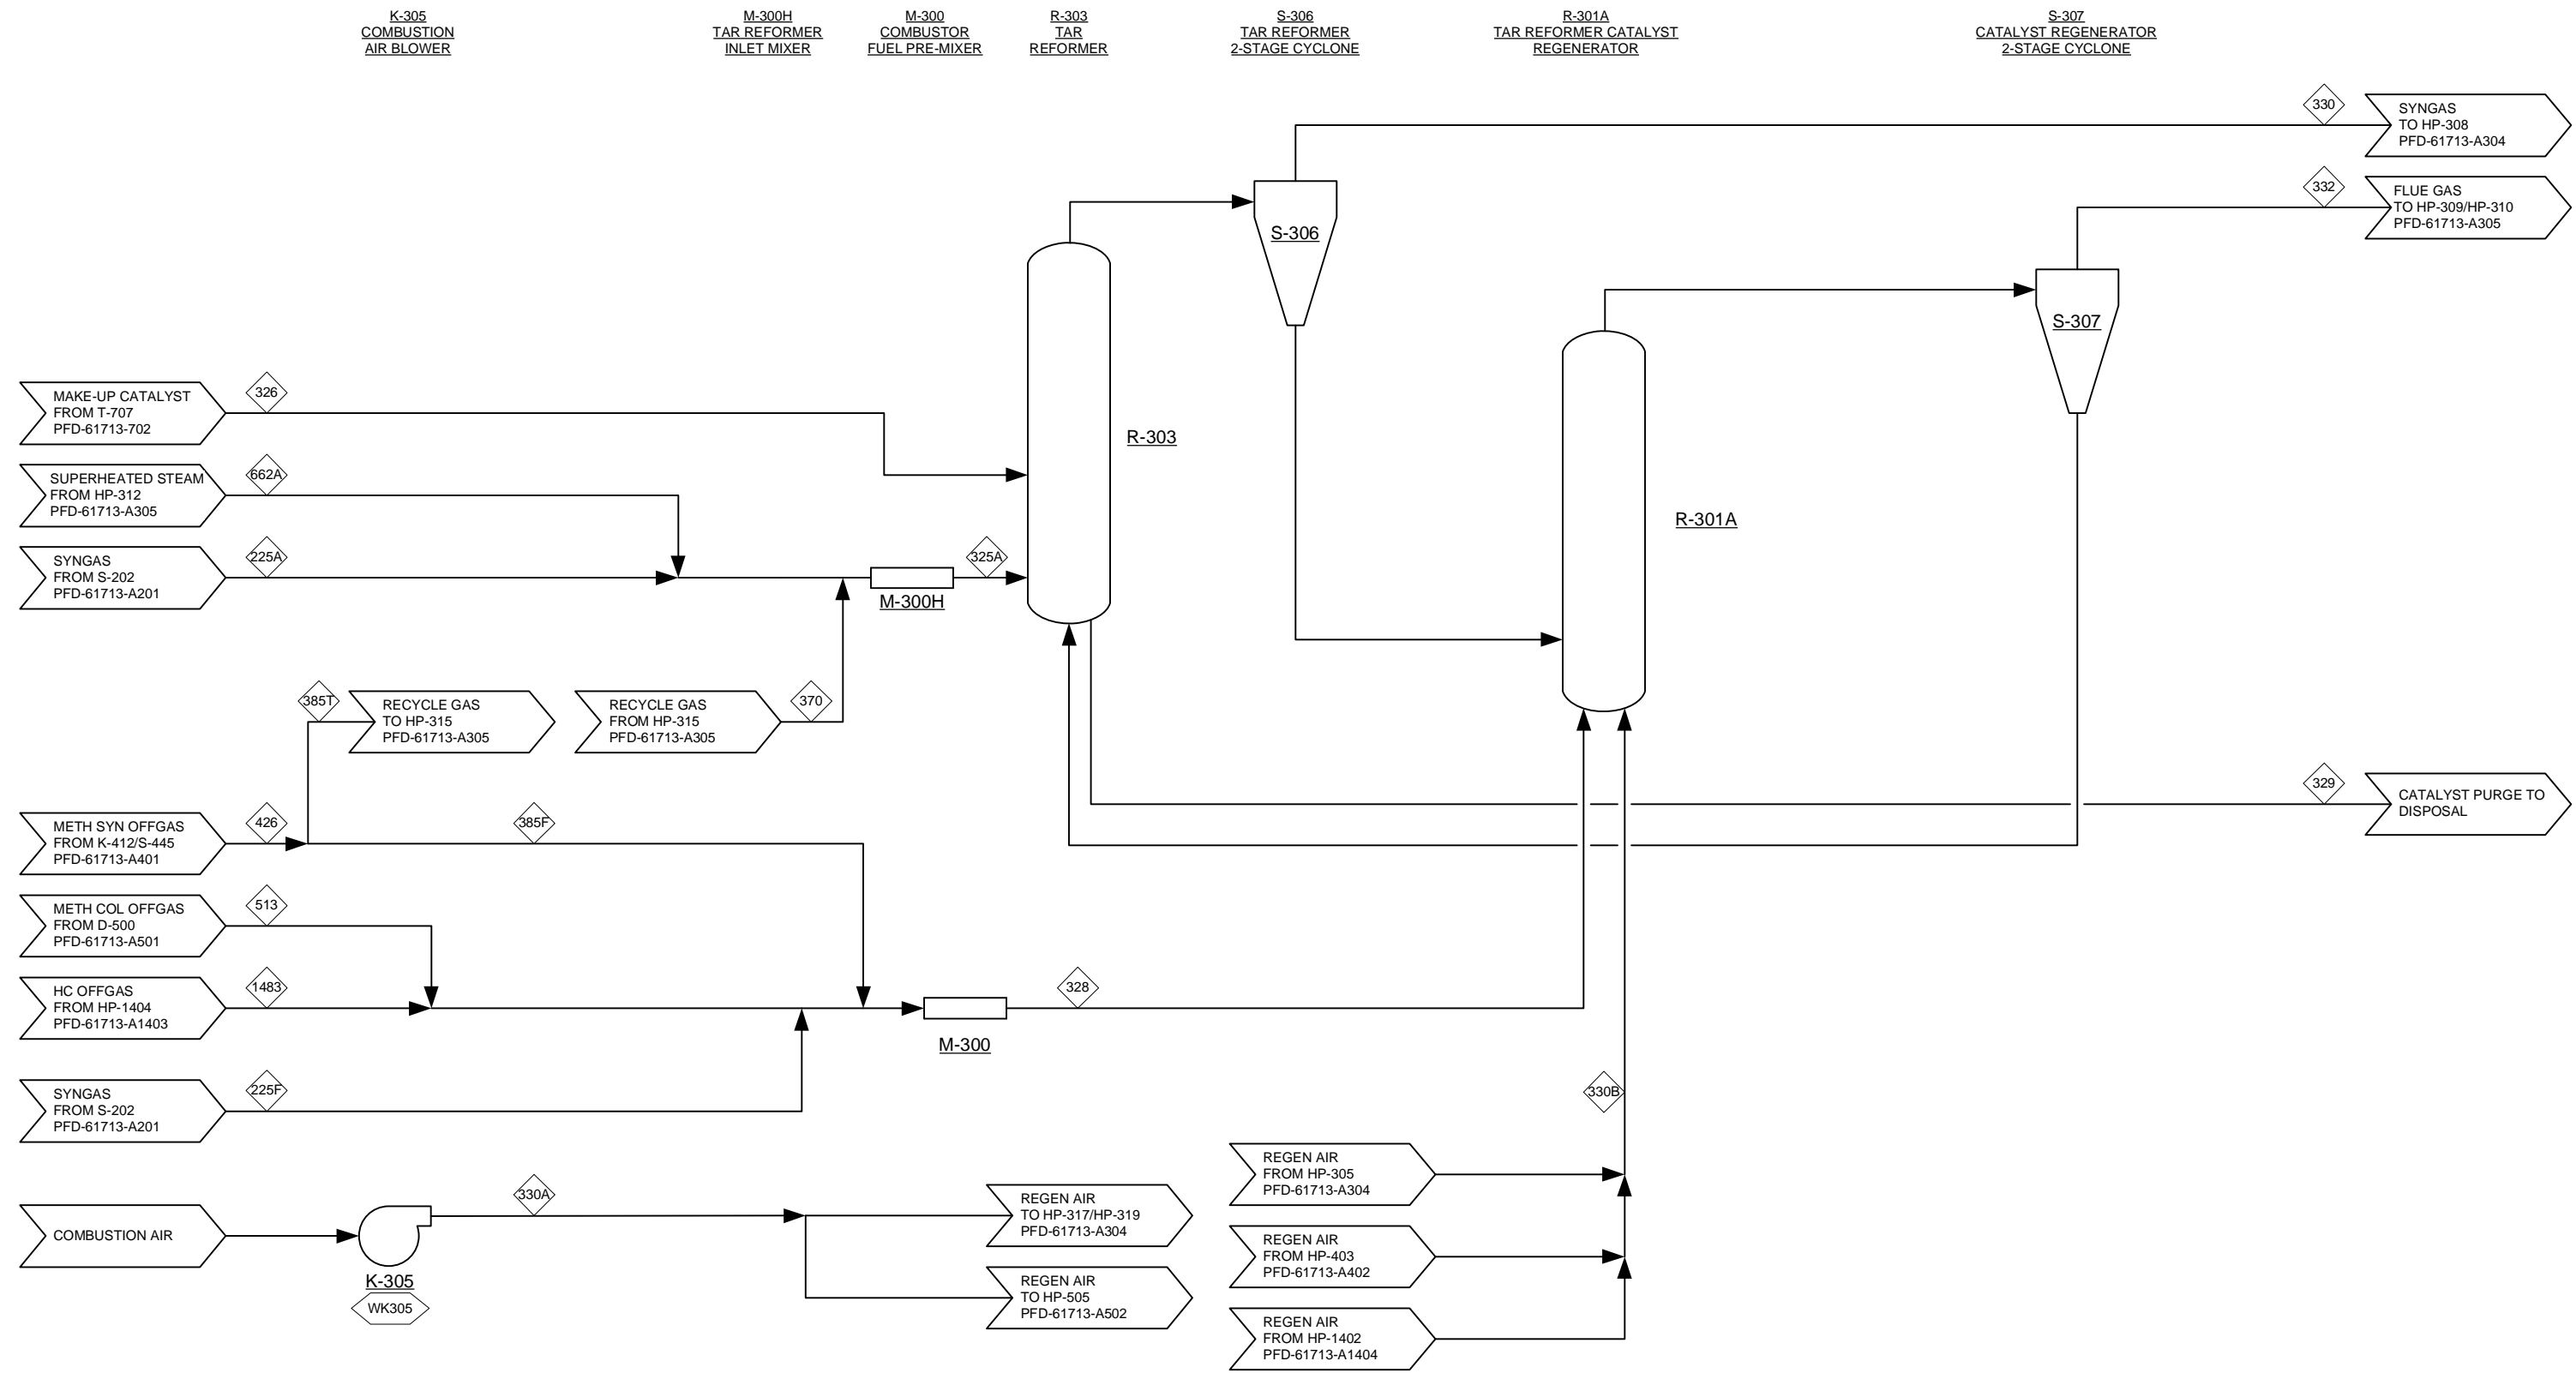 K-305
COMBUSTION
AIR BLOWER
M-300H
TAR REFORMER
INLET MIXER
M-300
COMBUSTOR
FUEL PRE-MIXER
R-303
TAR
REFORMER
S-306
TAR REFORMER
2-STAGE CYCLONE
R-301A
TAR REFORMER CATALYST
REGENERATOR
S-307
CATALYST REGENERATOR
2-STAGE CYCLONE
330
SYNGAS
TO HP-308
PFD-61713-A304
332
FLUE GAS
TO HP-309/HP-310
PFD-61713-A305
S-306
S-307
MAKE-UP CATALYST
FROM T-707
PFD-61713-702
326
R-303
SUPERHEATED STEAM
FROM HP-312
PFD-61713-A305
662A
R-301A
SYNGAS
FROM S-202
PFD-61713-A201
225A
325A
M-300H
385T
RECYCLE GAS
TO HP-315
PFD-61713-A305
RECYCLE GAS
FROM HP-315
PFD-61713-A305
370
329
CATALYST PURGE TO
DISPOSAL
METH SYN OFFGAS
FROM K-412/S-445
PFD-61713-A401
426
385F
METH COL OFFGAS
FROM D-500
PFD-61713-A501
513
HC OFFGAS
FROM HP-1404
PFD-61713-A1403
1483
328
M-300
SYNGAS
FROM S-202
PFD-61713-A201
225F
330B
REGEN AIR
FROM HP-305
PFD-61713-A304
COMBUSTION AIR
330A
REGEN AIR
TO HP-317/HP-319
PFD-61713-A304
REGEN AIR
FROM HP-403
PFD-61713-A402
K-305
WK305
REGEN AIR
TO HP-505
PFD-61713-A502
REGEN AIR
FROM HP-1402
PFD-61713-A1404